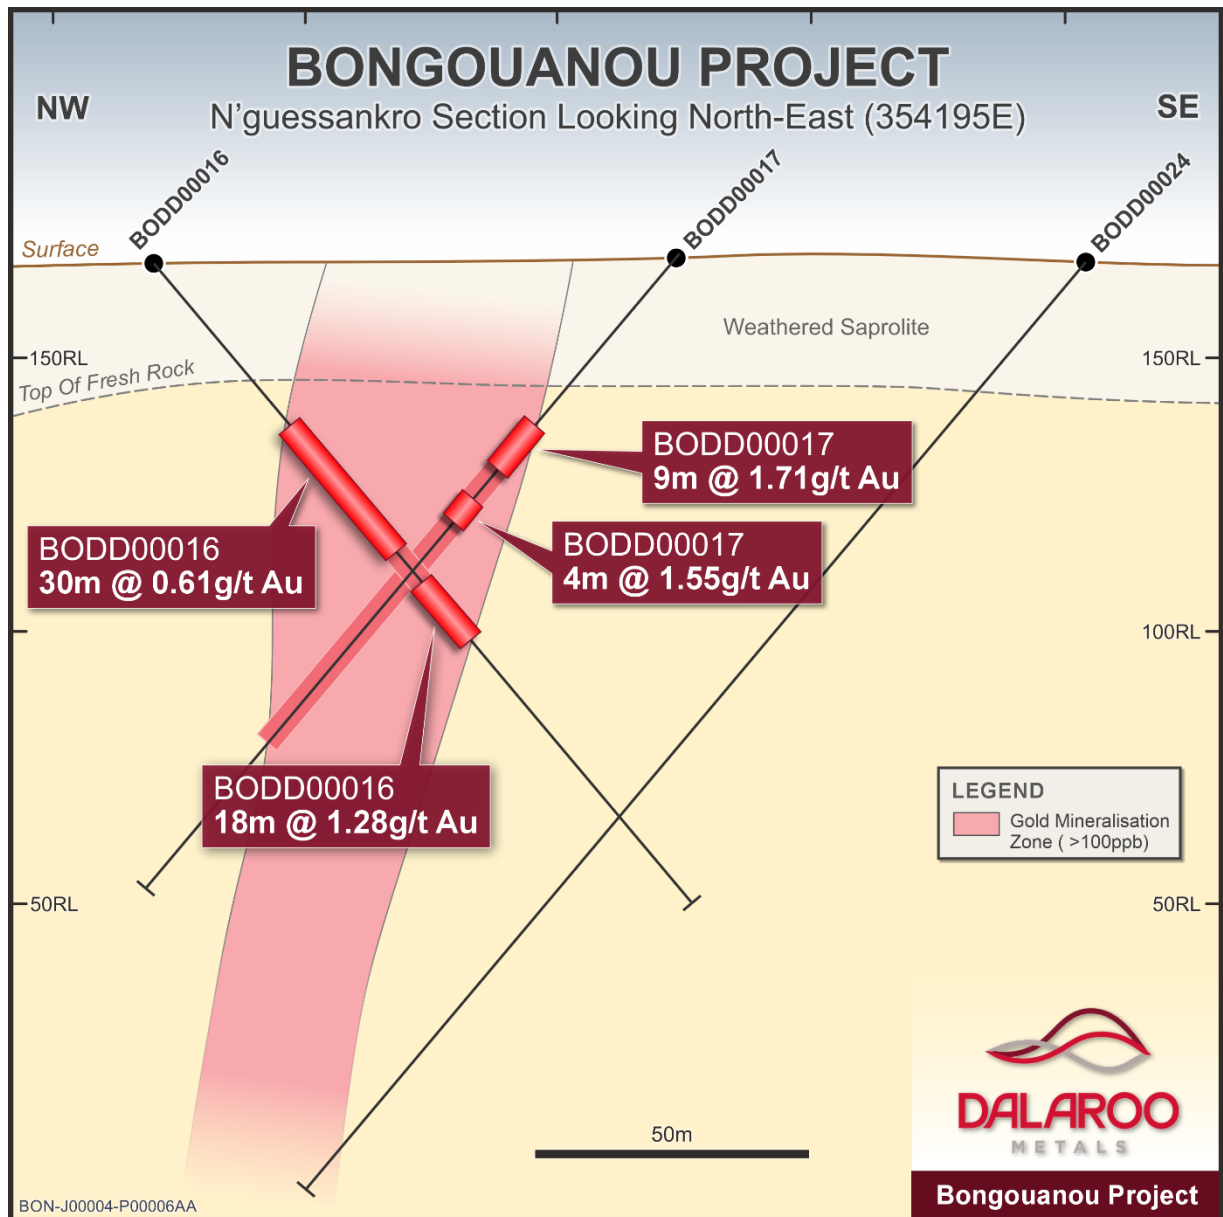 BONGOUANOU PROJECT
N'guessankro Section Looking North-East (354195E)
NW
SE
BODD00016
BODD00017
BODD00024
Surface
Weathered Saprolite
150RL
150RL
Top Of Fresh Rock
BODD00017
9m @ 1.71g/t Au
BODD00017
4m @ 1.55g/t Au
BODD00016
30m @ 0.61g/t Au
100RL
BODD00016
18m @ 1.28g/t Au
LEGEND
Gold Mineralisation
Zone ( >100ppb)
50RL
50RL
50m
DALAROO
METALS
Bongouanou Project
BON-J00004-P00006AA